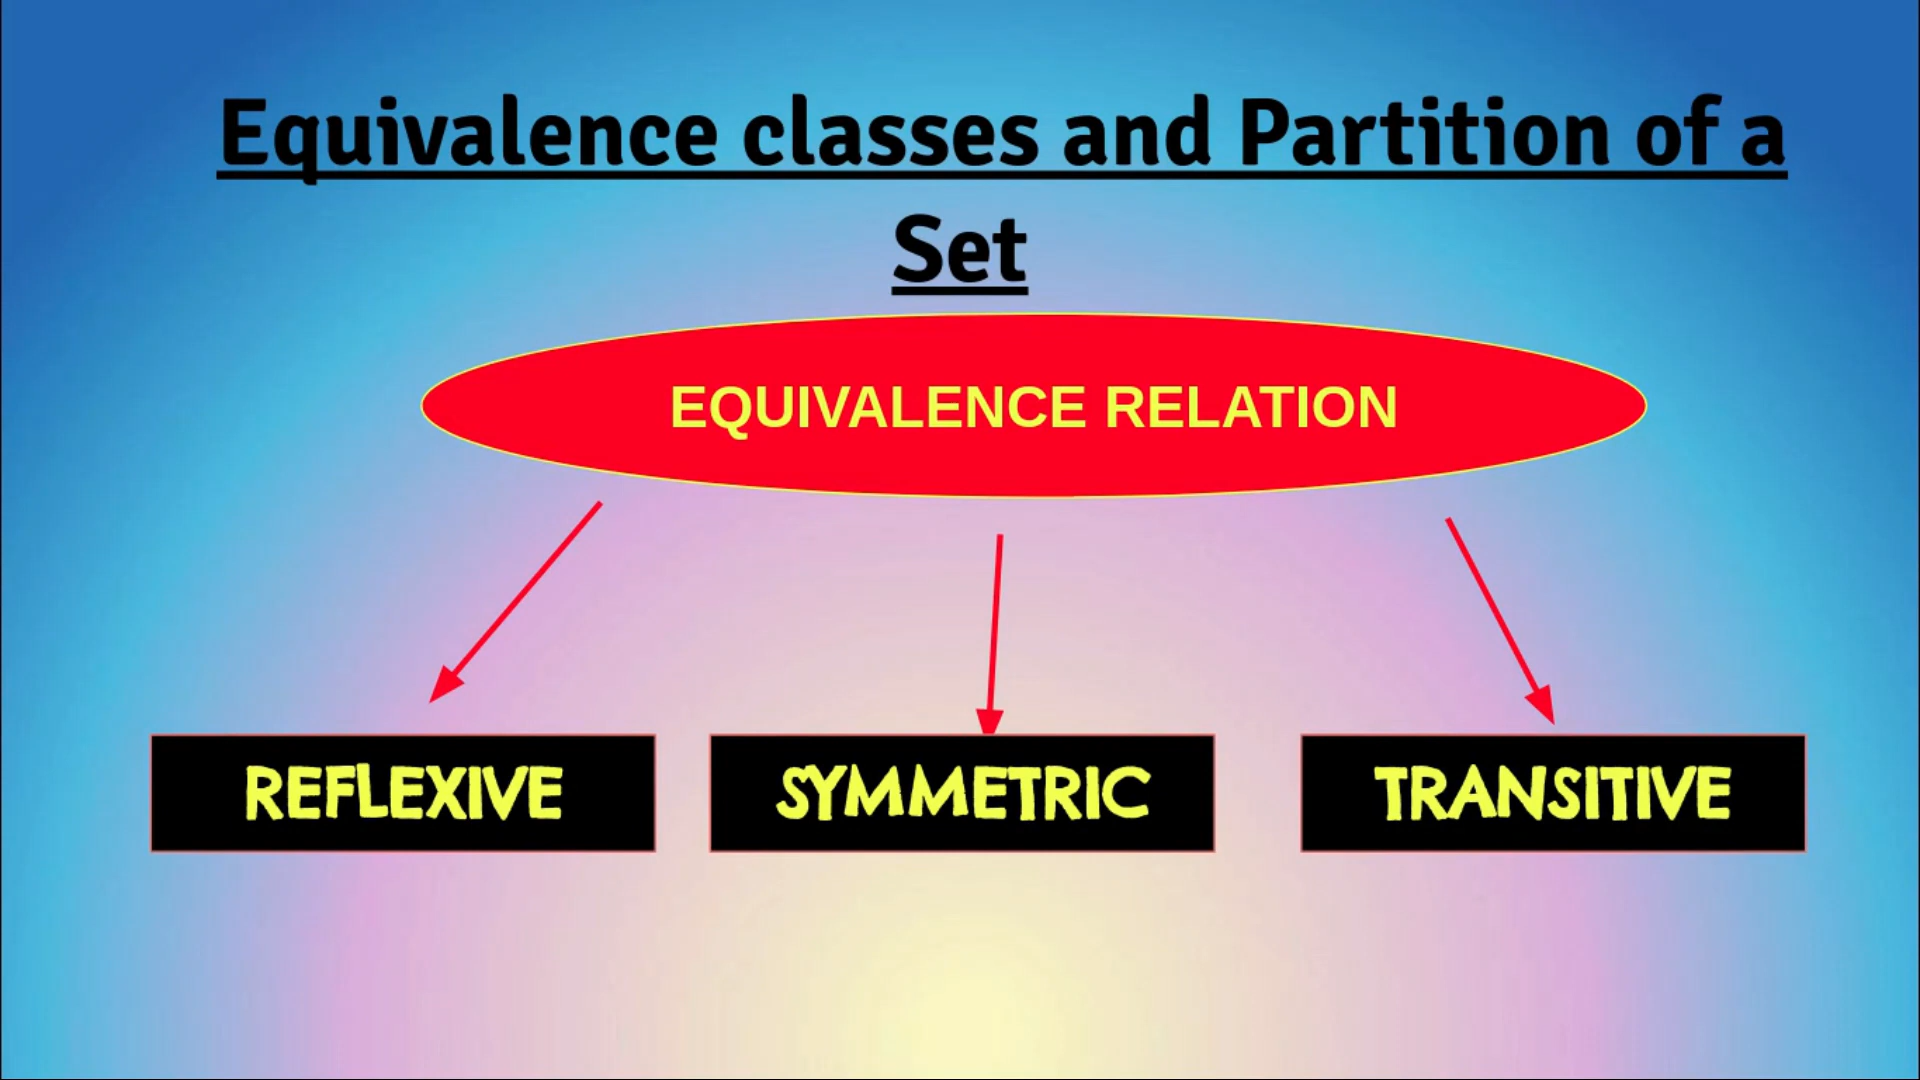 Equivalence classes and Partition of a
Set
EQUIVALENCE RELATION
REFLEXIVE
SYMMETRIC
TRANSITIVE